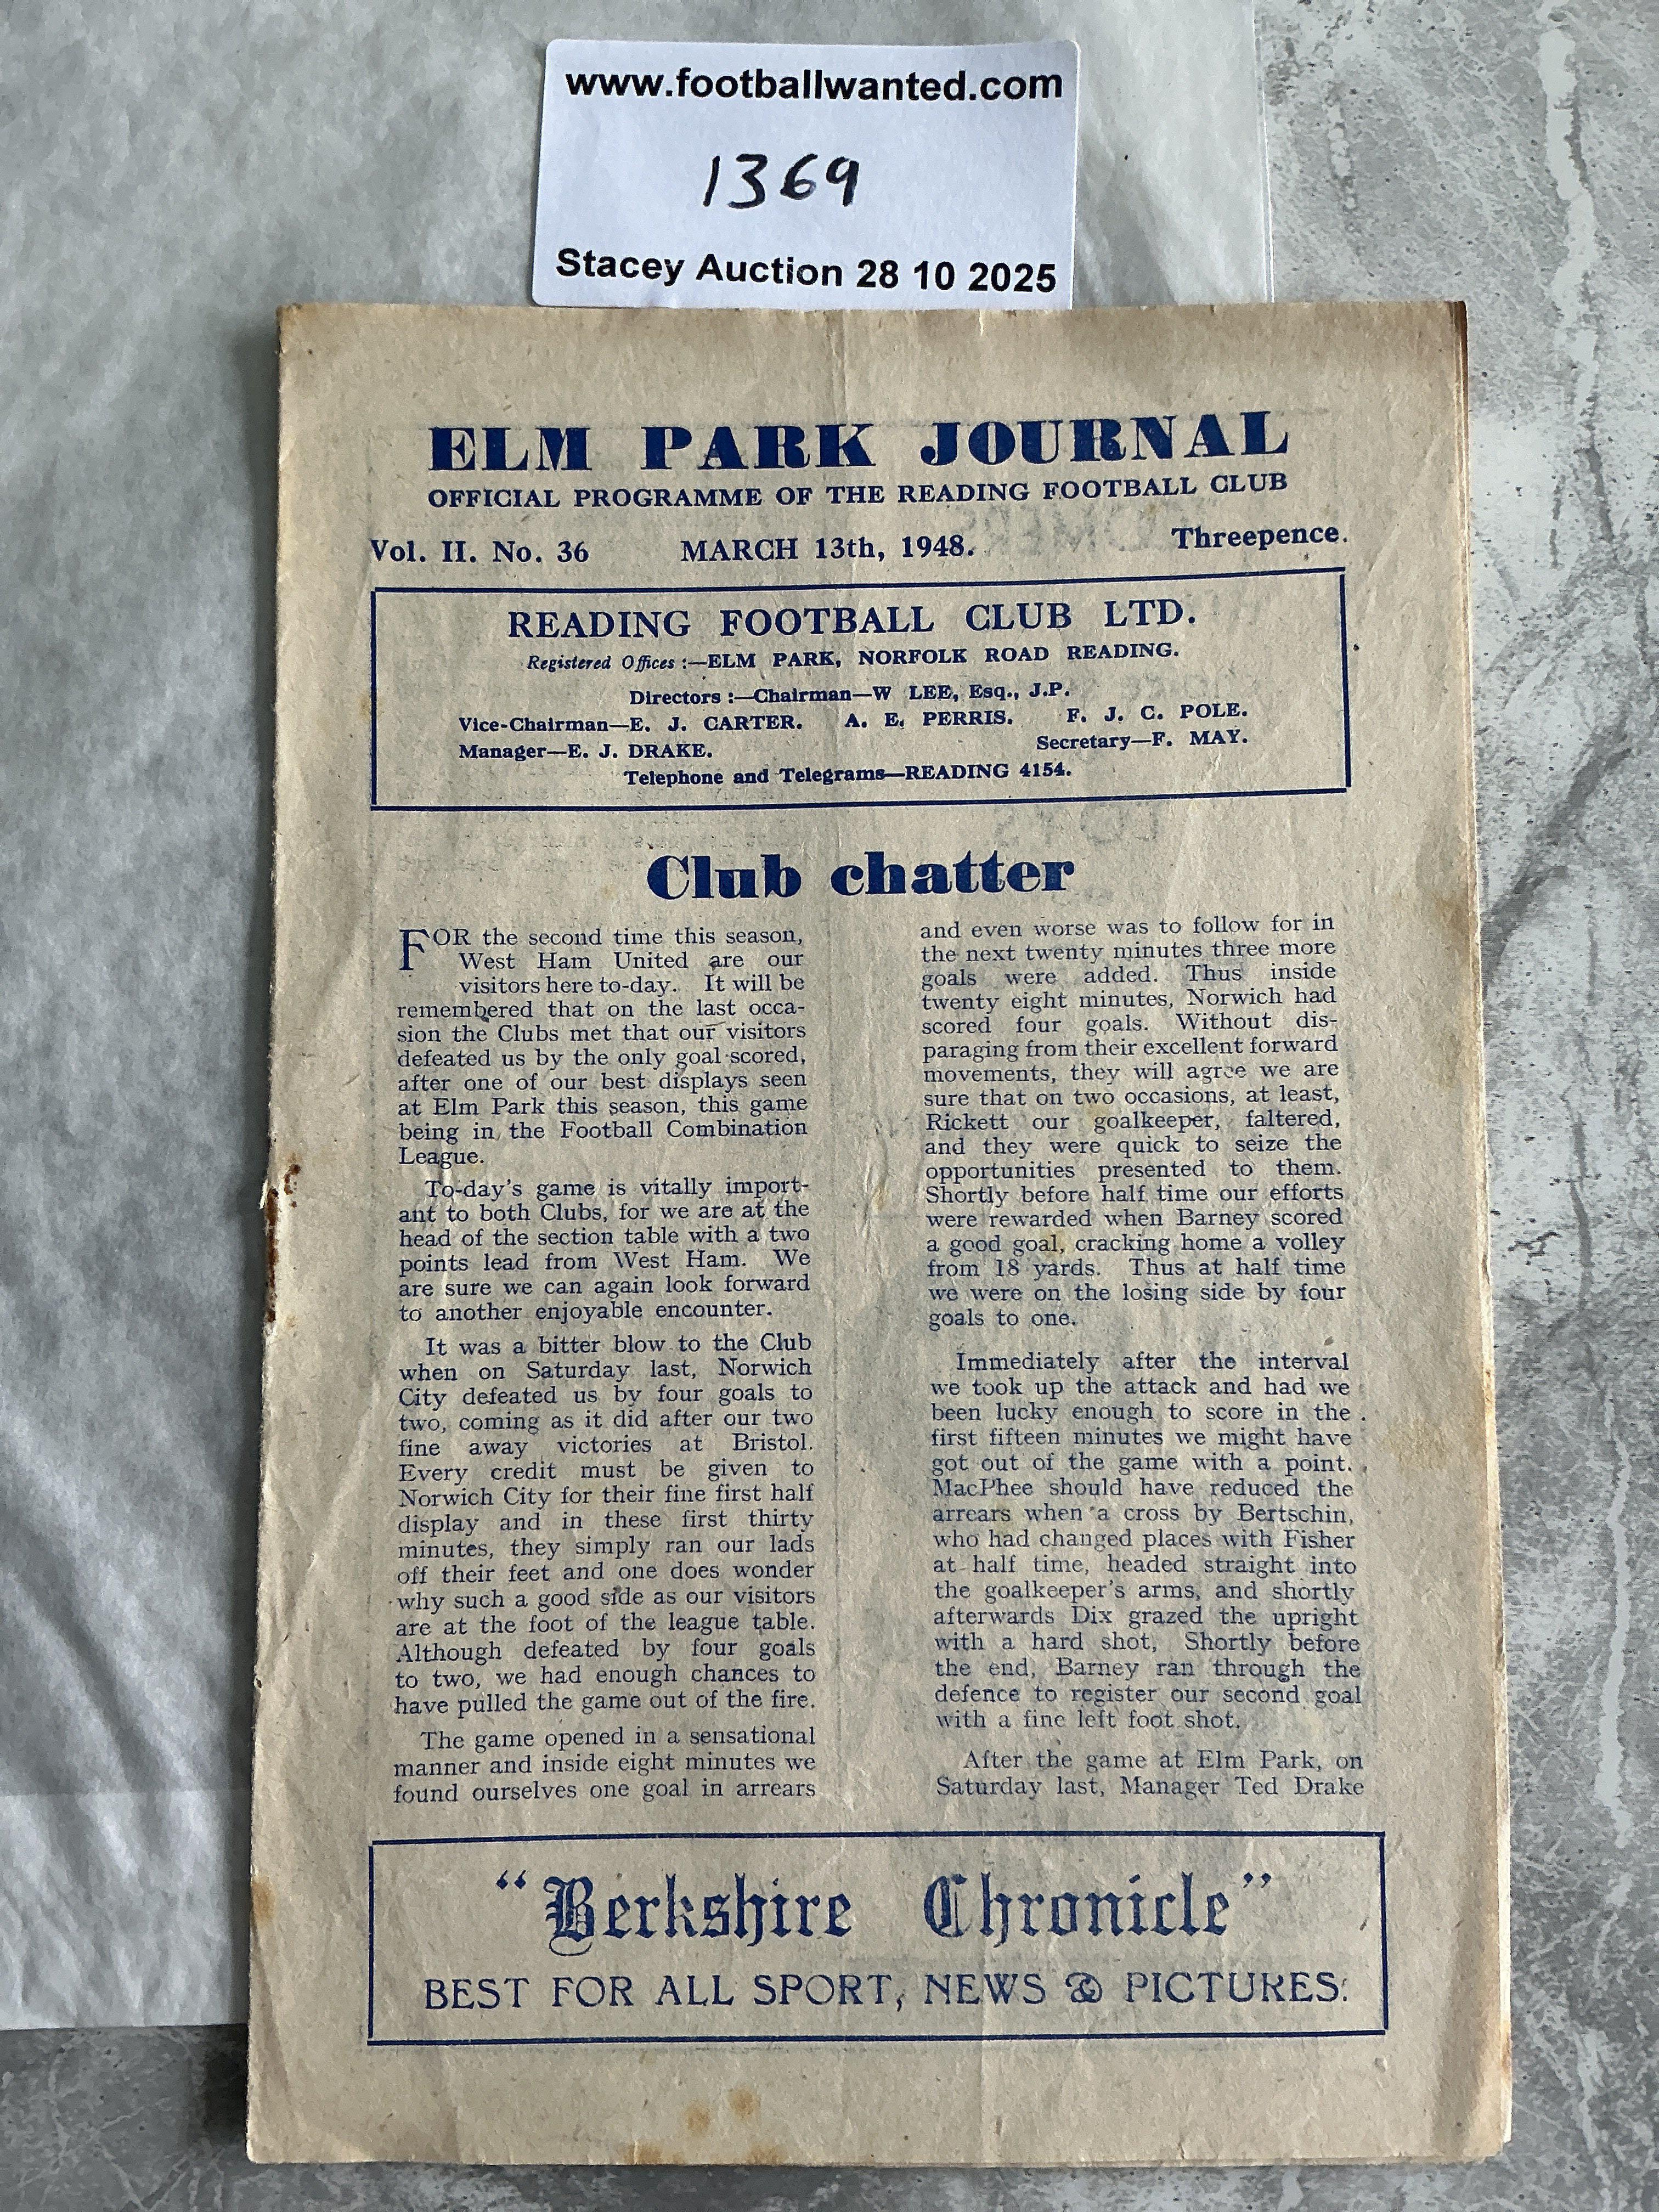 www.footballwanted.com
1369
Stacey Auction 28 10 2025
ELM PARK JOURNAL
OFFICIAL PROGRAMME OF THE READING FOOTBALL CLUB
Vol. II. No. 36 MARCH 13th, 1948. Threepence.
READING FOOTBALL CLUB LTD.
Registered Offices :—ELM PARK, NORFOLK ROAD READING.
Directors :—Chairman—W LEE, Esq., J.P.
Vice-Chairman—E. J. CARTER. A. E. PERRIS. F. J. C. POLE.
Manager—E. J. DRAKE. Secretary—F. MAY.
Telephone and Telegrams—READING 4154.
Club chatter
FOR the second time this season,
West Ham United are our
visitors here to-day. It will be
remembered that on the last occa-
sion the Clubs met that our visitors
defeated us by the only goal scored,
after one of our best displays seen
at Elm Park this season, this game
being in the Football Combination
League.
To-day's game is vitally import-
ant to both Clubs, for we are at the
head of the section table with a two
points lead from West Ham. We
are sure we can again look forward
to another enjoyable encounter.
It was a bitter blow to the Club
when on Saturday last, Norwich
City defeated us by four goals to
two, coming as it did after our two
fine away victories at Bristol.
Every credit must be given to
Norwich City for their fine first half
display and in these first thirty
minutes, they simply ran our lads
off their feet and one does wonder
why such a good side as our visitors
are at the foot of the league table.
Although defeated by four goals
to two, we had enough chances to
have pulled the game out of the fire.
The game opened in a sensational
manner and inside eight minutes we
found ourselves one goal in arrears
and even worse was to follow for in
the next twenty minutes three more
goals were added. Thus inside
twenty eight minutes, Norwich had
scored four goals. Without dis-
paraging from their excellent forward
movements, they will agree we are
sure that on two occasions, at least,
Rickett our goalkeeper, faltered,
and they were quick to seize the
opportunities presented to them.
Shortly before half time our efforts
were rewarded when Barney scored
a good goal, cracking home a volley
from 18 yards. Thus at half time
we were on the losing side by four
goals to one.
Immediately after the interval
we took up the attack and had we
been lucky enough to score in the
first fifteen minutes we might have
got out of the game with a point.
MacPhee should have reduced the
arrears when a cross by Bertschin,
who had changed places with Fisher
at half time, headed straight into
the goalkeeper's arms, and shortly
afterwards Dix grazed the upright
with a hard shot, Shortly before
the end, Barney ran through the
defence to register our second goal
with a fine left foot shot.
After the game at Elm Park, on
Saturday last, Manager Ted Drake
"Berkshire Chronicle"
BEST FOR ALL SPORT, NEWS & PICTURES.